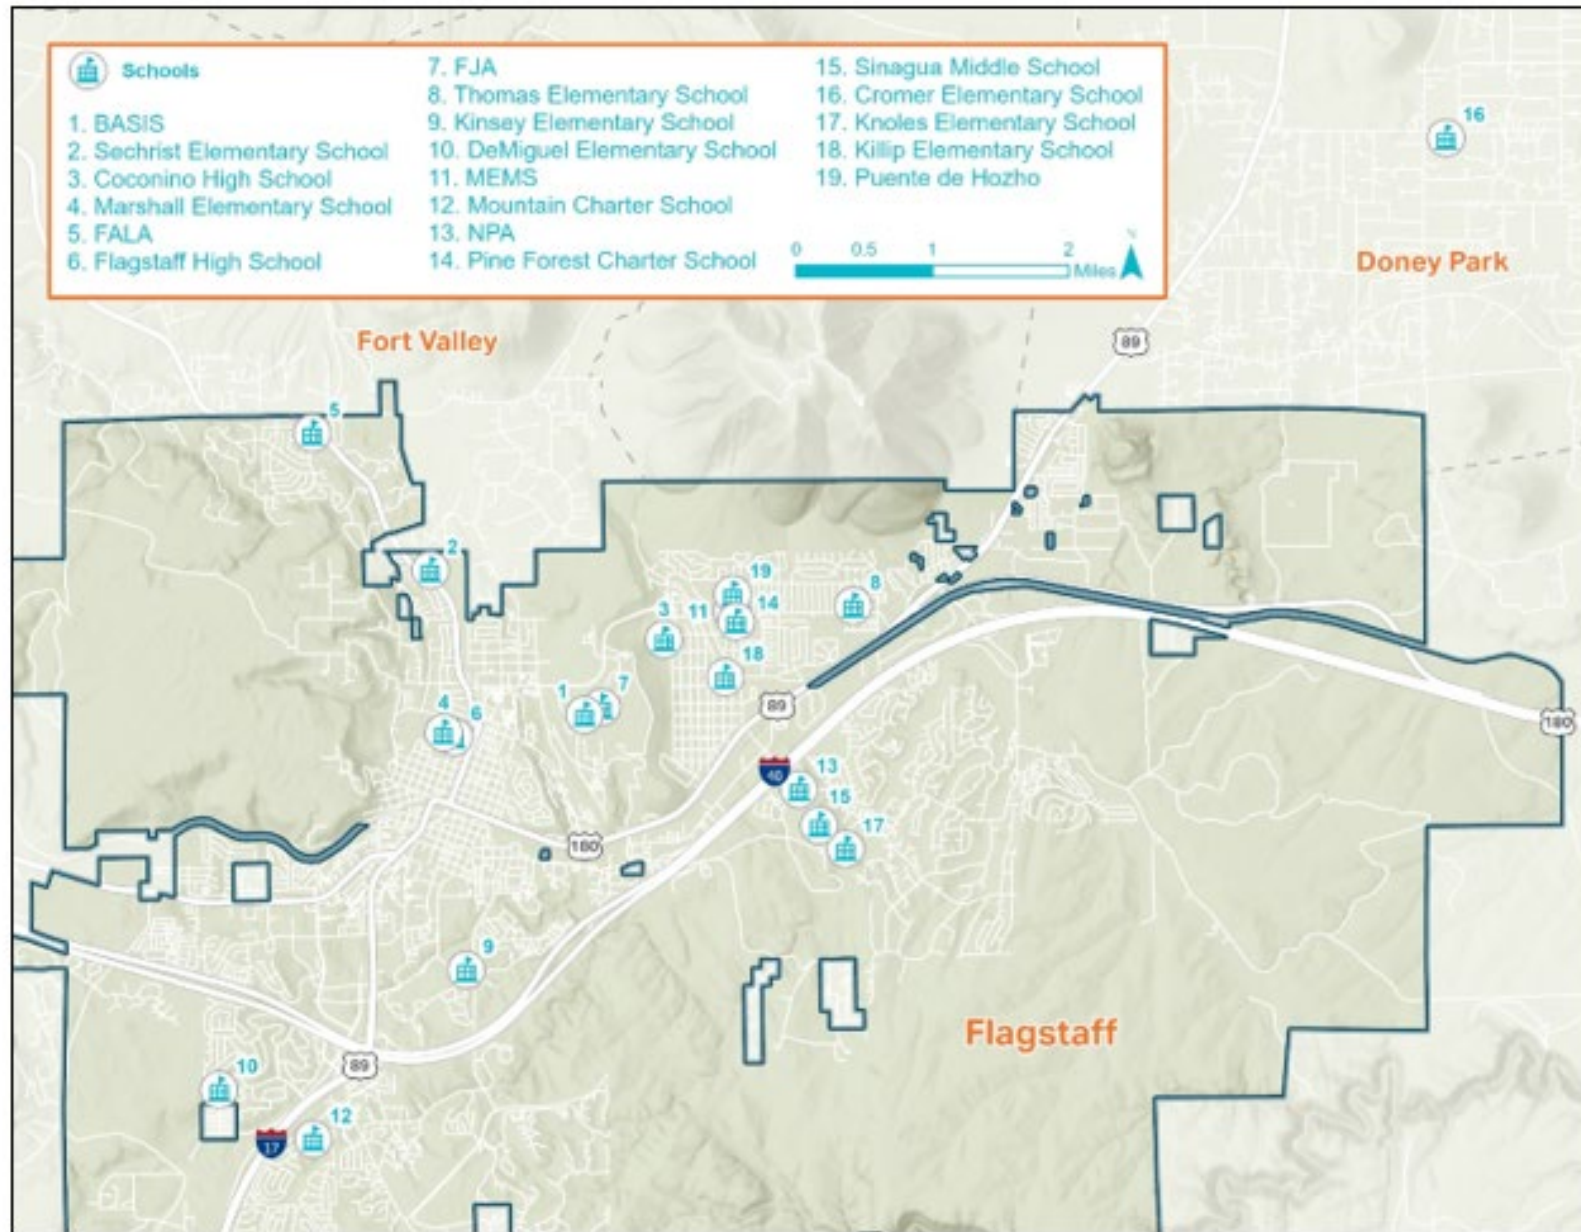 Schools
1. BASIS
2. Sechrist Elementary School
3. Coconino High School
4. Marshall Elementary School
5. FALA
6. Flagstaff High School
7. FJA
8. Thomas Elementary School
9. Kinsey Elementary School
10. DeMiguel Elementary School
11. MEMS
12. Mountain Charter School
13. NPA
14. Pine Forest Charter School
15. Sinagua Middle School
16. Cromer Elementary School
17. Knoles Elementary School
18. Killip Elementary School
19. Puente de Hozho
0 0.5 1 2
Miles
N
16
Doney Park
Fort Valley
89
5
2
19
8
3
11
14
18
1
7
89
4
6
180
40
13
15
17
180
9
Flagstaff
89
10
12
17